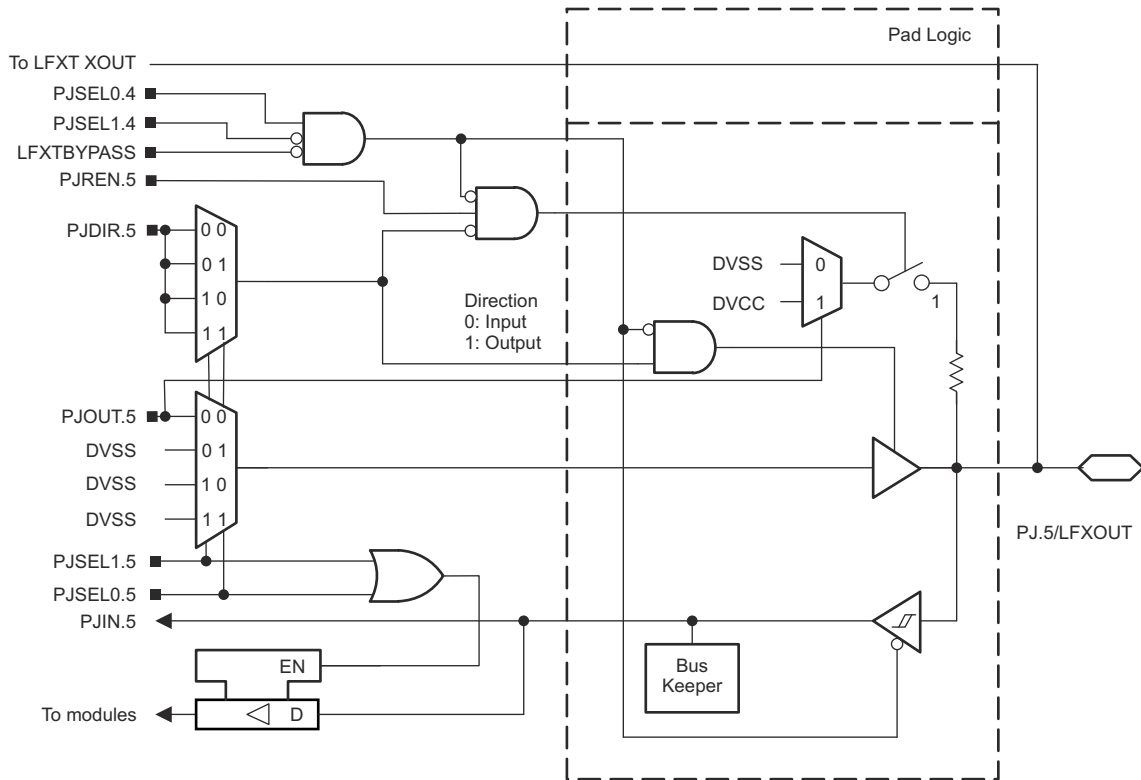 Pad Logic
To LFXT XOUT
PJSEL0.4
PJSEL1.4
LFXTBYPASS
PJREN.5
PJDIR.5
0 0
0 1
1 0
1 1
Direction
0: Input
1: Output
DVSS
0
DVCC
1
1
PJOUT.5
0 0
DVSS
0 1
DVSS
1 0
DVSS
1 1
PJ.5/LFXOUT
PJSEL1.5
PJSEL0.5
PJIN.5
Bus
Keeper
EN
To modules
D